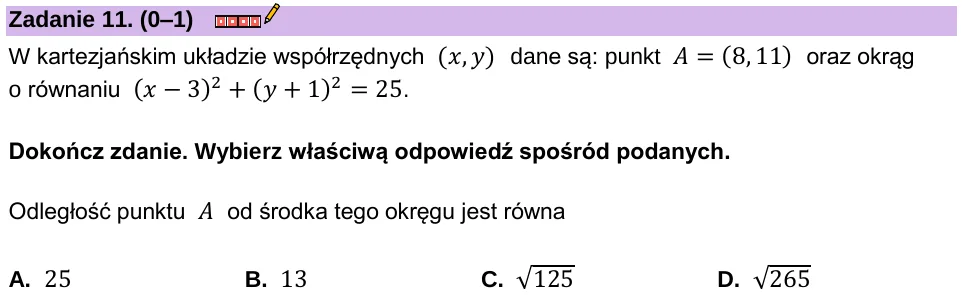 Zadanie 11. (0–1)
W kartezjańskim układzie współrzędnych (x, y) dane są: punkt A = (8, 11) oraz okrąg
o równaniu (x − 3)² + (y + 1)² = 25.
Dokończ zdanie. Wybierz właściwą odpowiedź spośród podanych.
Odległość punktu A od środka tego okręgu jest równa
A. 25 B. 13 C. √125 D. √265